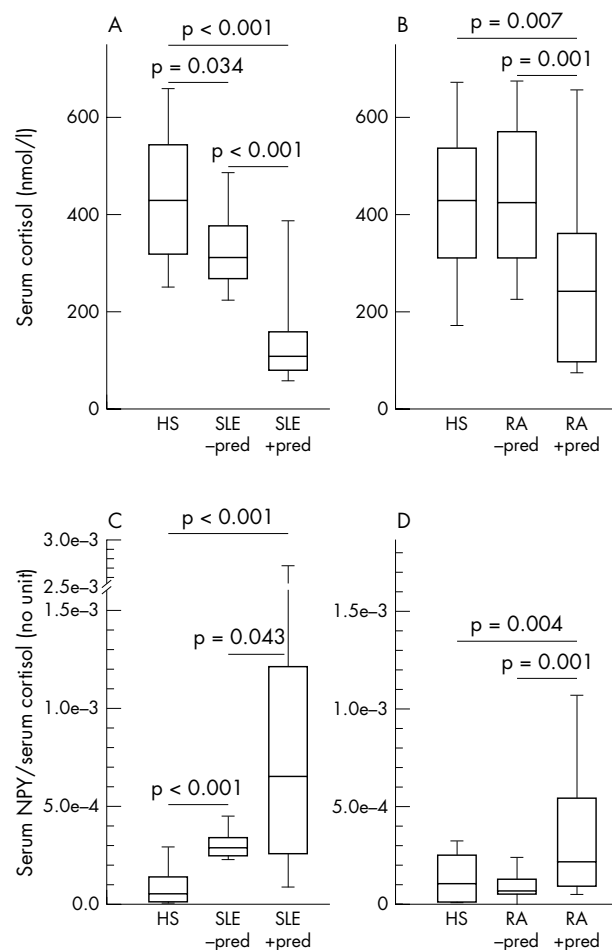 A
p < 0.001
p = 0.034
p < 0.001
600
400
200
0
Serum cortisol (nmol/l)
HS
SLE
–pred
SLE
+pred
B
p = 0.007
p = 0.001
600
400
200
0
HS
RA
–pred
RA
+pred
C
p < 0.001
3.0e–3
2.5e–3
1.5e–3
p = 0.043
1.0e–3
p < 0.001
5.0e–4
0.0
Serum NPY/serum cortisol (no unit)
HS
SLE
–pred
SLE
+pred
D
1.5e–3
p = 0.004
p = 0.001
1.0e–3
5.0e–4
0.0
HS
RA
–pred
RA
+pred